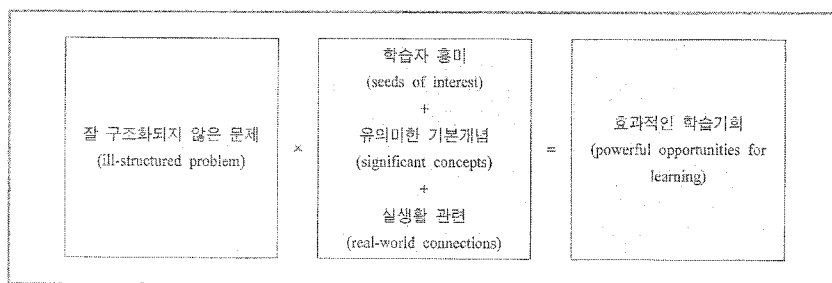 잘 구조화되지 않은 문제
(ill-structured problem)
×
학습자 흥미
(seeds of interest)
+
유의미한 기본개념
(significant concepts)
+
실생활 관련
(real-world connections)
=
효과적인 학습기회
(powerful opportunities for
learning)